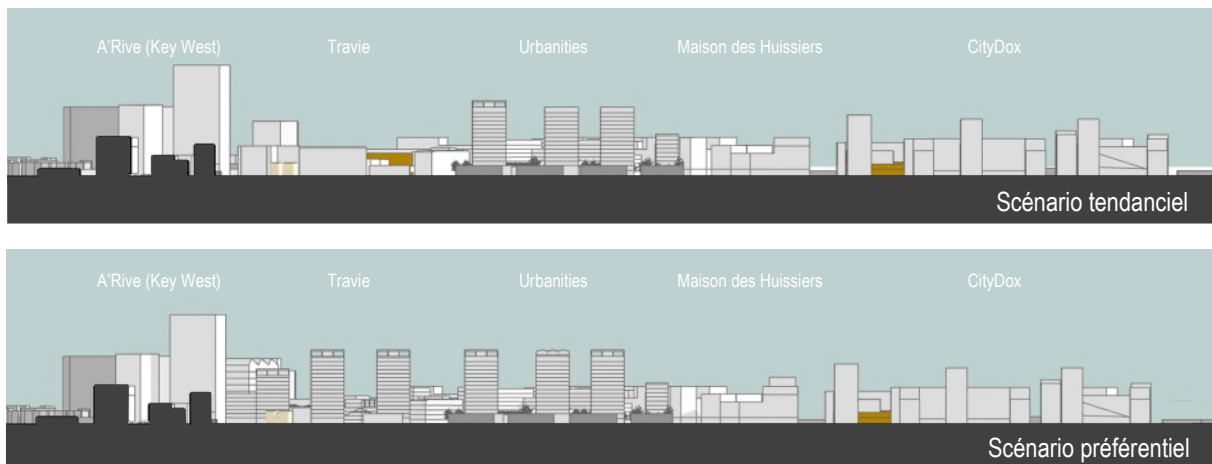 A'Rive (Key West) Travie Urbanities Maison des Huissiers CityDox
Scénario tendanciel
A'Rive (Key West) Travie Urbanities Maison des Huissiers CityDox
Scénario préférentiel